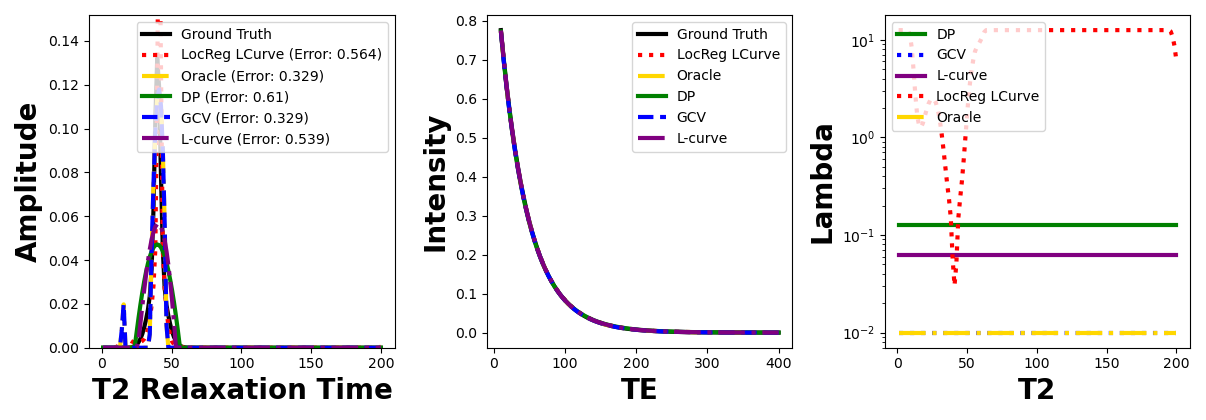 Amplitude
0.14
0.12
0.10
0.08
0.06
0.04
0.02
0.00
Ground Truth
LocReg LCurve (Error: 0.564)
Oracle (Error: 0.329)
DP (Error: 0.61)
GCV (Error: 0.329)
L-curve (Error: 0.539)
0 50 100 150 200
T2 Relaxation Time
Intensity
0.8
0.7
0.6
0.5
0.4
0.3
0.2
0.1
0.0
Ground Truth
LocReg LCurve
Oracle
DP
GCV
L-curve
0 100 200 300 400
TE
Lambda
10¹
10⁰
10⁻¹
10⁻²
DP
GCV
L-curve
LocReg LCurve
Oracle
0 50 100 150 200
T2